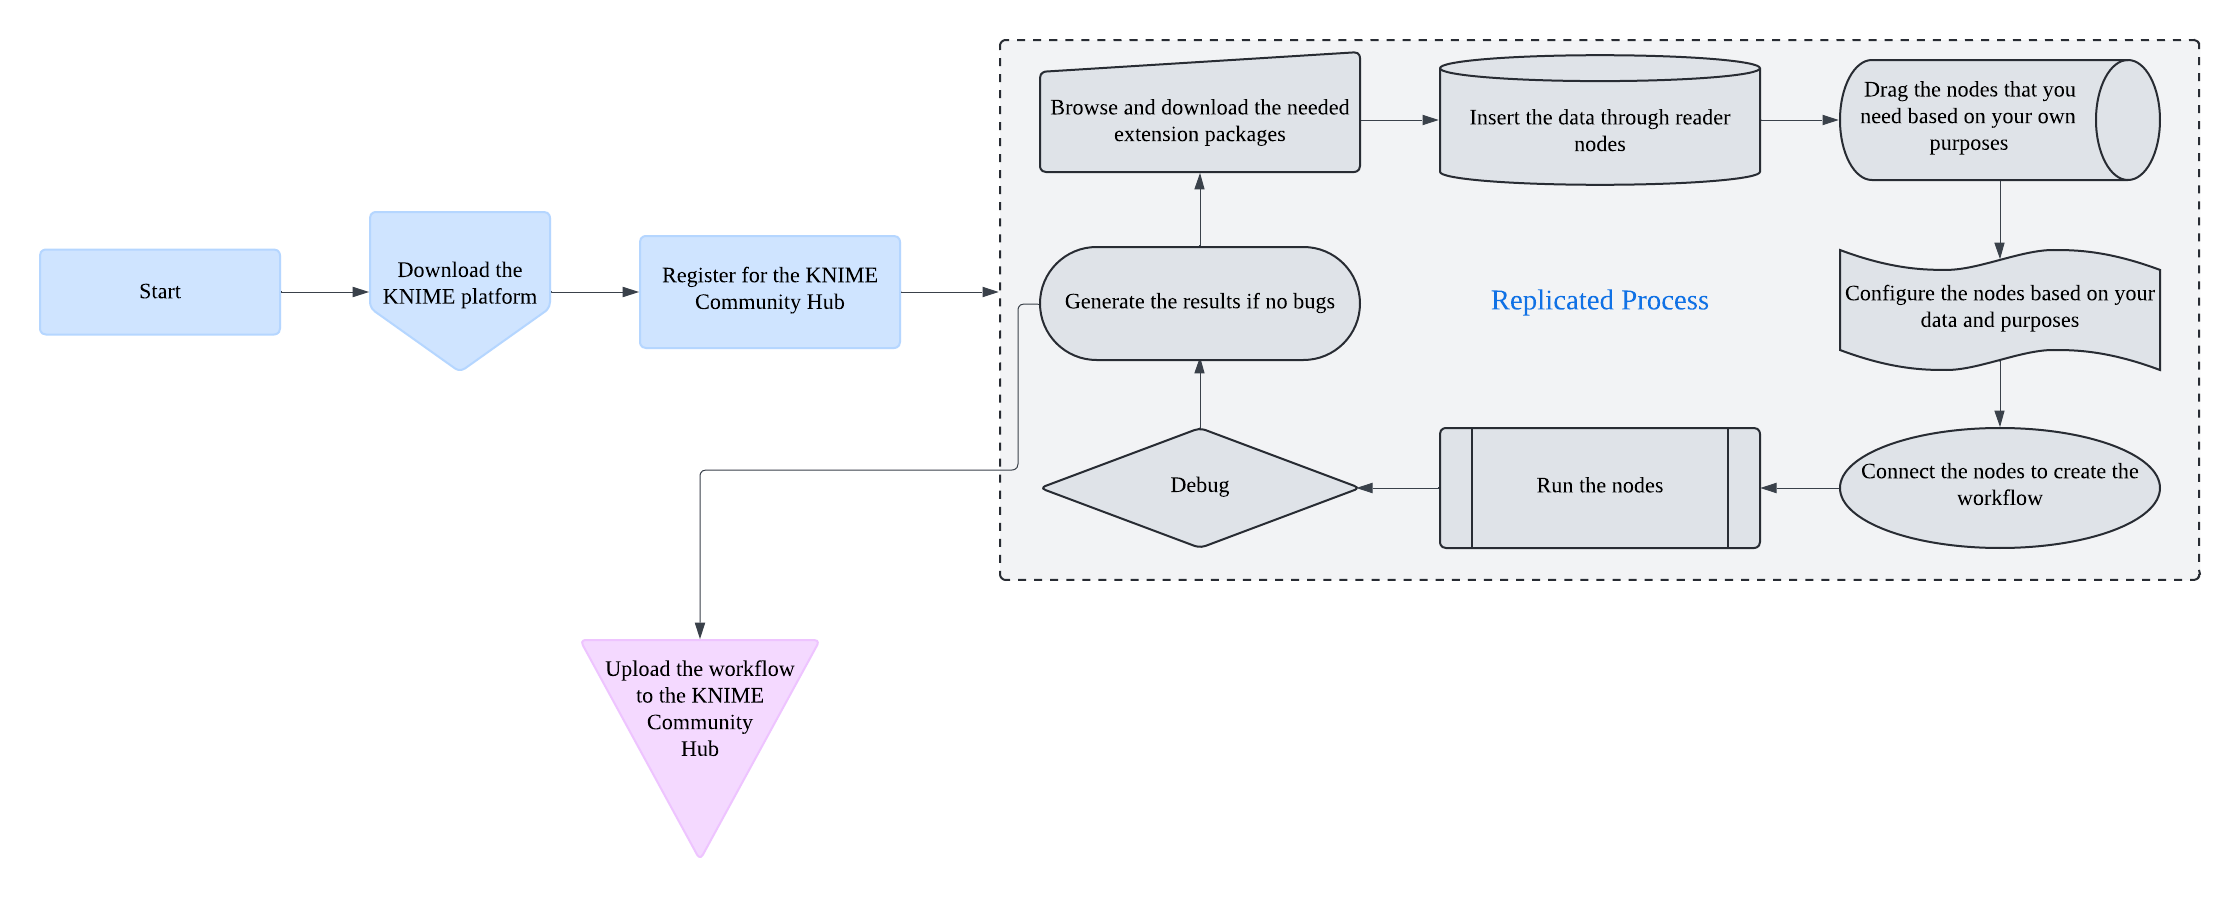 Start
Download the
KNIME platform
Register for the KNIME
Community Hub
Browse and download the needed
extension packages
Insert the data through reader
nodes
Drag the nodes that you
need based on your own
purposes
Generate the results if no bugs
Replicated Process
Configure the nodes based on your
data and purposes
Debug
Run the nodes
Connect the nodes to create the
workflow
Upload the workflow
to the KNIME
Community
Hub